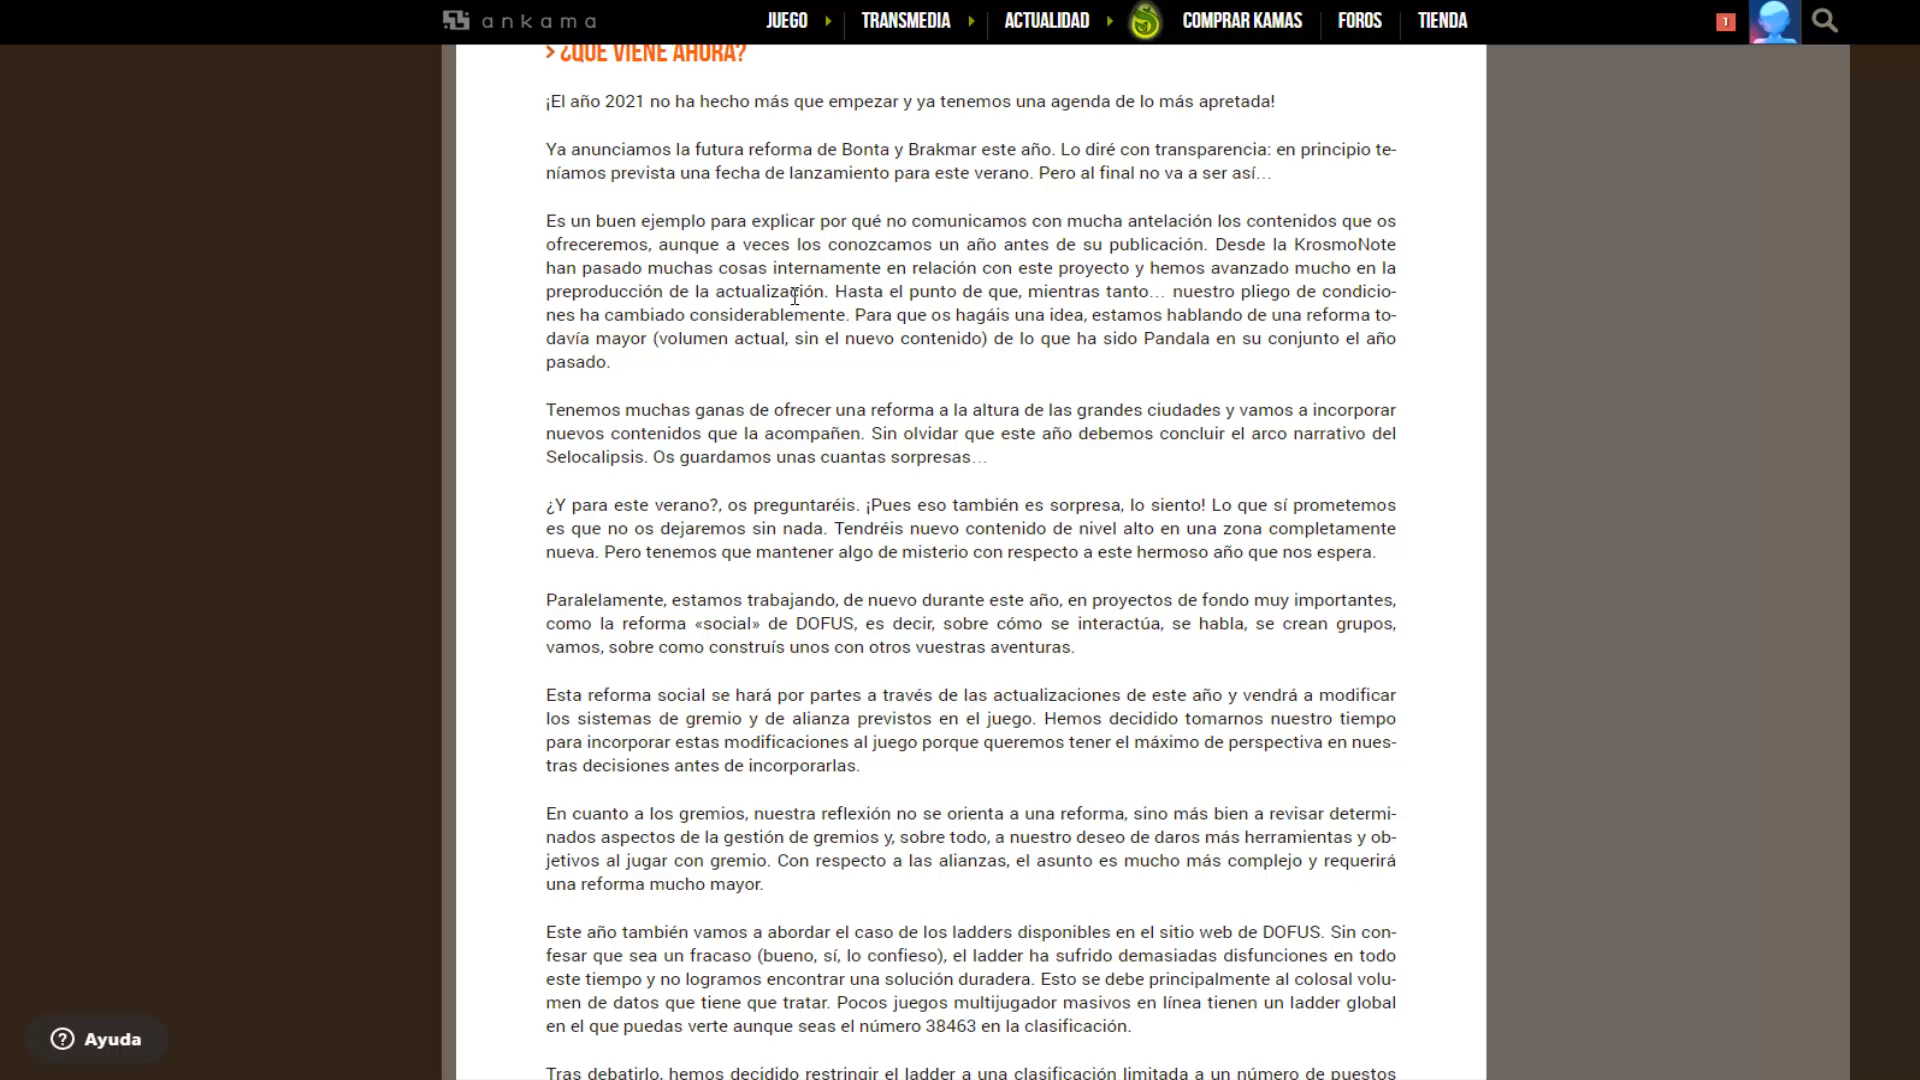 ankama
JUEGO
TRANSMEDIA
ACTUALIDAD
COMPRAR KAMAS
FOROS
TIENDA
1
> ¿QUÉ VIENE AHORA?
¡El año 2021 no ha hecho más que empezar y ya tenemos una agenda de lo más apretada!
Ya anunciamos la futura reforma de Bonta y Brakmar este año. Lo diré con transparencia: en principio te-
níamos prevista una fecha de lanzamiento para este verano. Pero al final no va a ser así…
Es un buen ejemplo para explicar por qué no comunicamos con mucha antelación los contenidos que os
ofreceremos, aunque a veces los conozcamos un año antes de su publicación. Desde la KrosmoNote
han pasado muchas cosas internamente en relación con este proyecto y hemos avanzado mucho en la
preproducción de la actualización. Hasta el punto de que, mientras tanto… nuestro pliego de condicio-
nes ha cambiado considerablemente. Para que os hagáis una idea, estamos hablando de una reforma to-
davía mayor (volumen actual, sin el nuevo contenido) de lo que ha sido Pandala en su conjunto el año
pasado.
Tenemos muchas ganas de ofrecer una reforma a la altura de las grandes ciudades y vamos a incorporar
nuevos contenidos que la acompañen. Sin olvidar que este año debemos concluir el arco narrativo del
Selocalipsis. Os guardamos unas cuantas sorpresas…
¿Y para este verano?, os preguntaréis. ¡Pues eso también es sorpresa, lo siento! Lo que sí prometemos
es que no os dejaremos sin nada. Tendréis nuevo contenido de nivel alto en una zona completamente
nueva. Pero tenemos que mantener algo de misterio con respecto a este hermoso año que nos espera.
Paralelamente, estamos trabajando, de nuevo durante este año, en proyectos de fondo muy importantes,
como la reforma «social» de DOFUS, es decir, sobre cómo se interactúa, se habla, se crean grupos,
vamos, sobre como construís unos con otros vuestras aventuras.
Esta reforma social se hará por partes a través de las actualizaciones de este año y vendrá a modificar
los sistemas de gremio y de alianza previstos en el juego. Hemos decidido tomarnos nuestro tiempo
para incorporar estas modificaciones al juego porque queremos tener el máximo de perspectiva en nues-
tras decisiones antes de incorporarlas.
En cuanto a los gremios, nuestra reflexión no se orienta a una reforma, sino más bien a revisar determi-
nados aspectos de la gestión de gremios y, sobre todo, a nuestro deseo de daros más herramientas y ob-
jetivos al jugar con gremio. Con respecto a las alianzas, el asunto es mucho más complejo y requerirá
una reforma mucho mayor.
Este año también vamos a abordar el caso de los ladders disponibles en el sitio web de DOFUS. Sin con-
fesar que sea un fracaso (bueno, sí, lo confieso), el ladder ha sufrido demasiadas disfunciones en todo
este tiempo y no logramos encontrar una solución duradera. Esto se debe principalmente al colosal volu-
men de datos que tiene que tratar. Pocos juegos multijugador masivos en línea tienen un ladder global
en el que puedas verte aunque seas el número 38463 en la clasificación.
Tras debatirlo, hemos decidido restringir el ladder a una clasificación limitada a un número de puestos
Ayuda